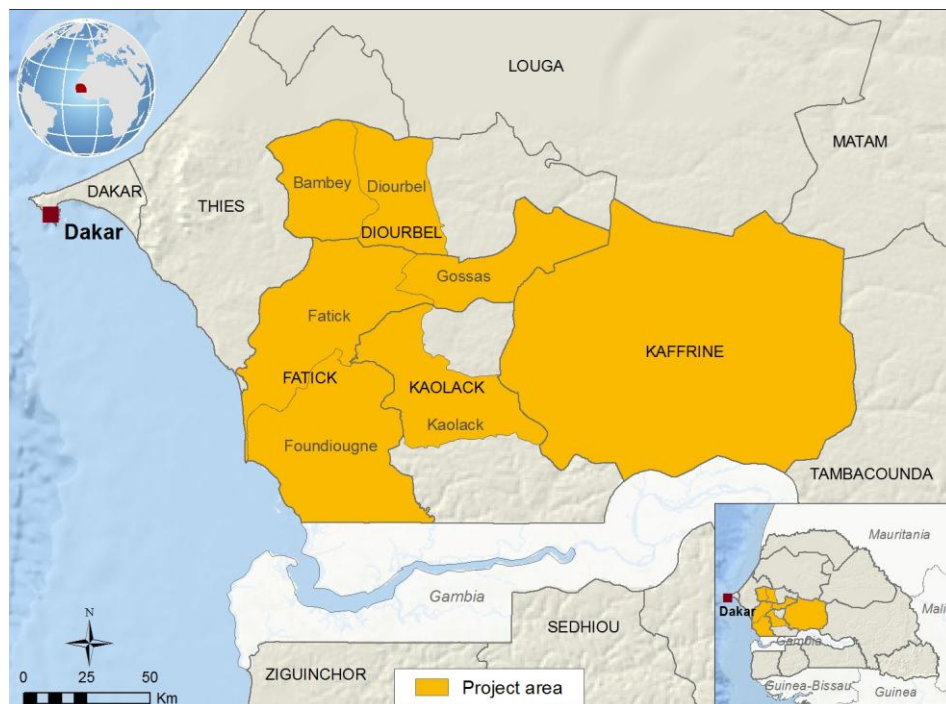 LOUGA
MATAM
DAKAR
THIES
Dakar
Bambey
Diourbel
DIOURBEL
Gossas
Fatick
KAFFRINE
FATICK
KAOLACK
Kaolack
Foundiougne
TAMBACOUNDA
Gambia
SEDHIOU
ZIGUINCHOR
N
0 25 50
Km
Project area
Mauritania
Dakar
Mali
Gambia
Guinea-Bissau
Guinea